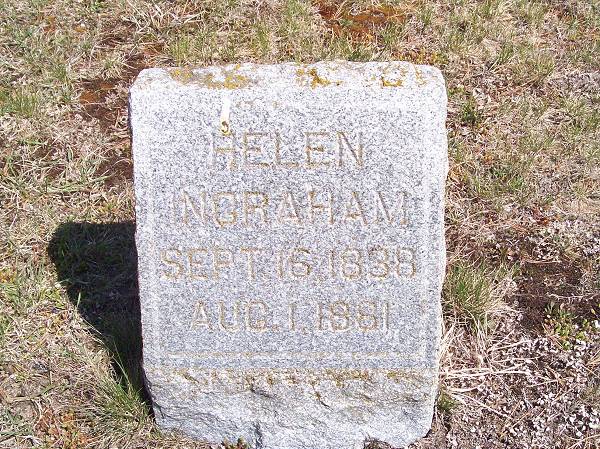 HELEN
INGRAHAM
SEPT. 16, 1838
AUG. 1, 1881